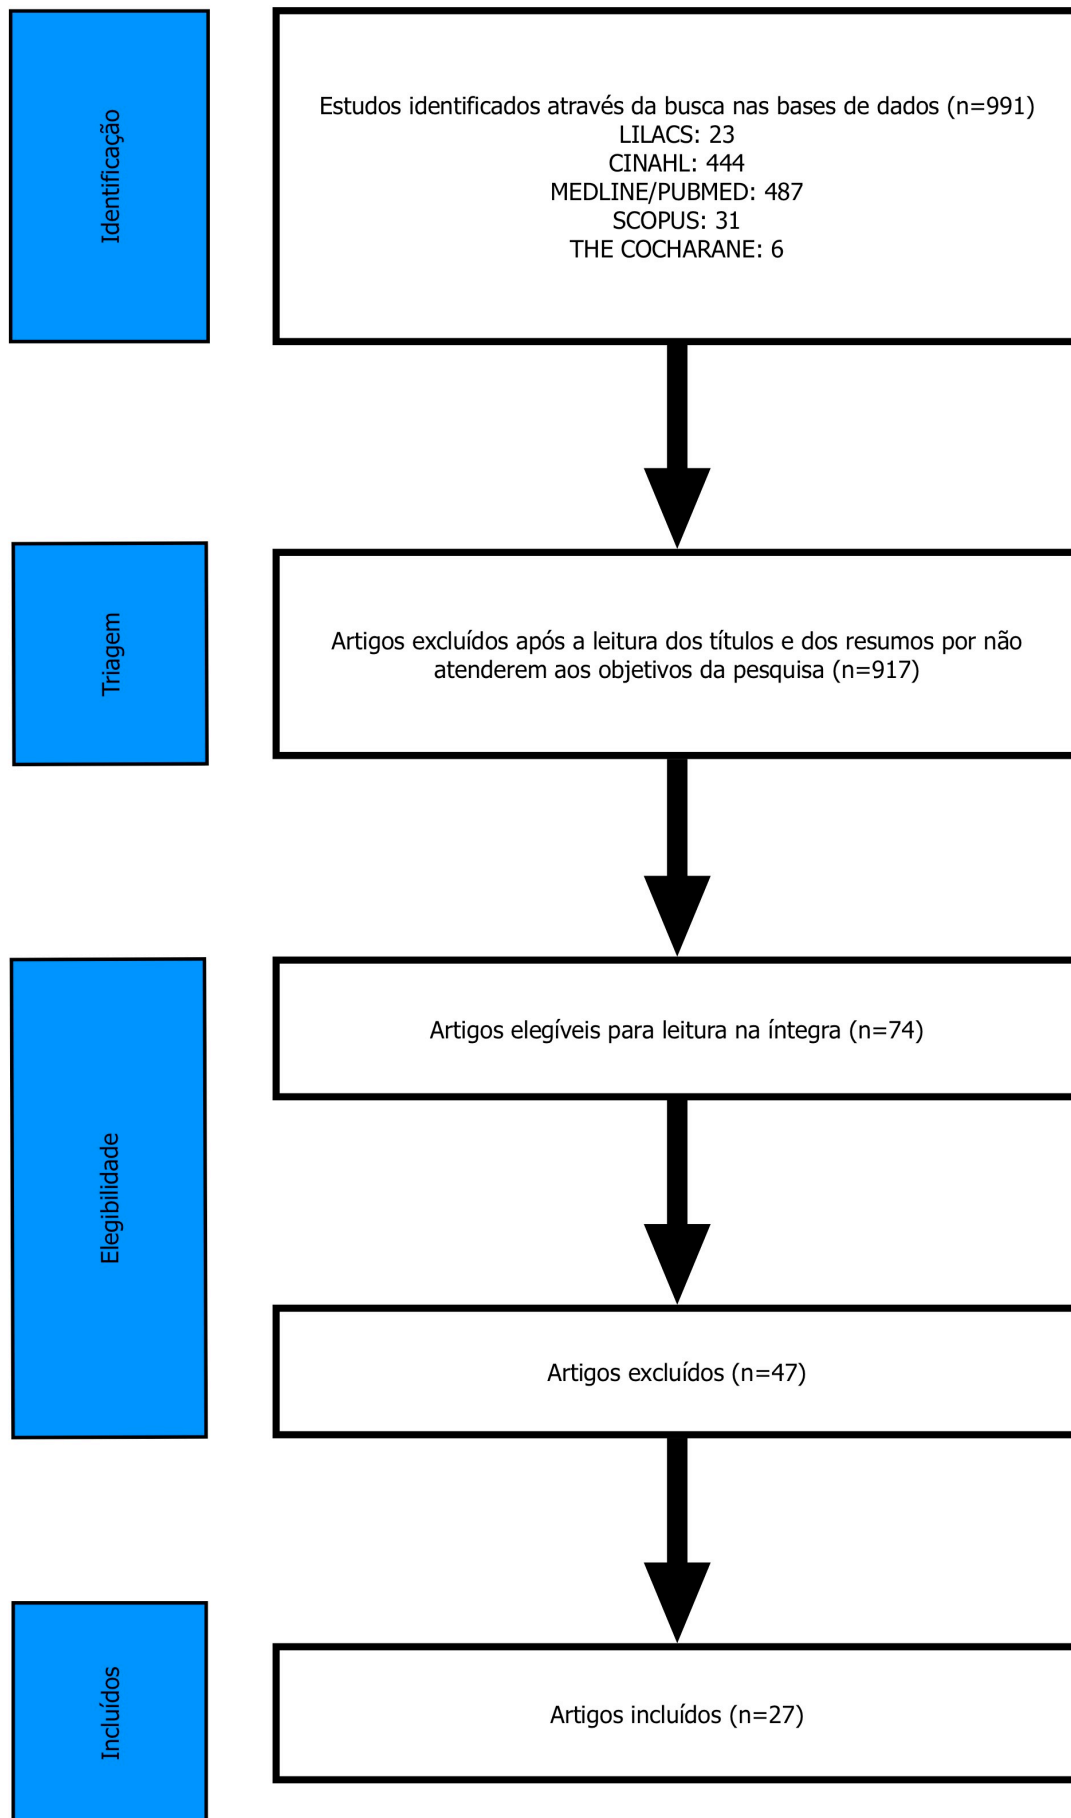 Identificação
Estudos identificados através da busca nas bases de dados (n=991)
LILACS: 23
CINAHL: 444
MEDLINE/PUBMED: 487
SCOPUS: 31
THE COCHARANE: 6
Triagem
Artigos excluídos após a leitura dos títulos e dos resumos por não
atenderem aos objetivos da pesquisa (n=917)
Elegibilidade
Artigos elegíveis para leitura na íntegra (n=74)
Artigos excluídos (n=47)
Incluídos
Artigos incluídos (n=27)